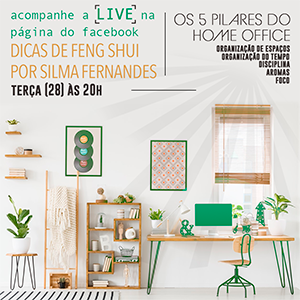 acompanhe a [LIVE] na
página do facebook
DICAS DE FENG SHUI
POR SILMA FERNANDES
TERÇA (28) ÀS 20H
OS 5 PILARES DO
HOME OFFICE
ORGANIZAÇÃO DE ESPAÇOS
ORGANIZAÇÃO DO TEMPO
DISCIPLINA
AROMAS
FOCO